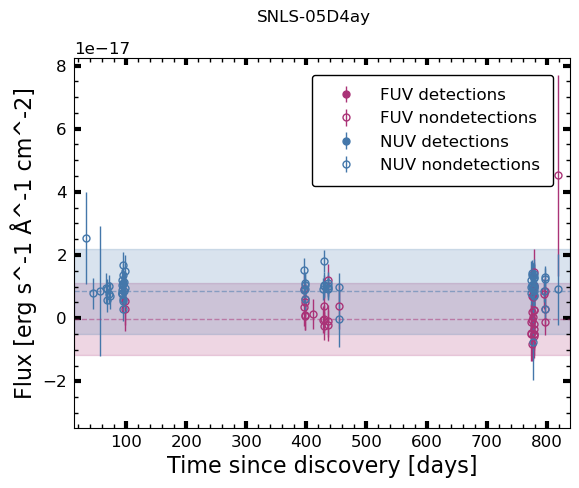 SNLS-05D4ay
1e−17
8
6
4
2
0
−2
Flux [erg s^-1 Å^-1 cm^-2]
FUV detections
FUV nondetections
NUV detections
NUV nondetections
100 200 300 400 500 600 700 800
Time since discovery [days]